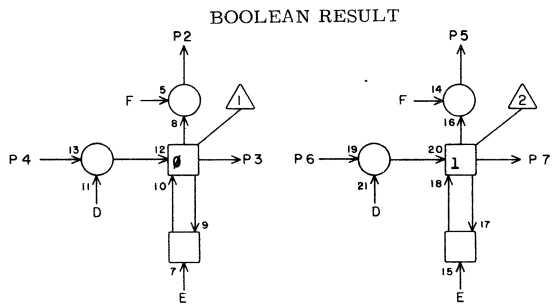 BOOLEAN RESULT
P2 P5
F 5 1 F 14 2
8 16
P4 13 12 0 P3 P6 19 20 1 P7
11 10 21 18
D 9 D 17
7 15
E E